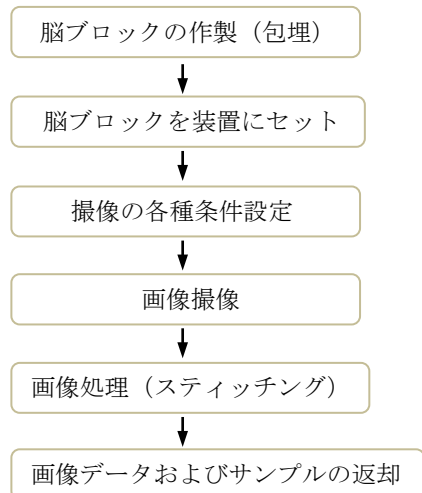 脳ブロックの作製（包埋）
脳ブロックを装置にセット
撮像の各種条件設定
画像撮像
画像処理（スティッチング）
画像データおよびサンプルの返却